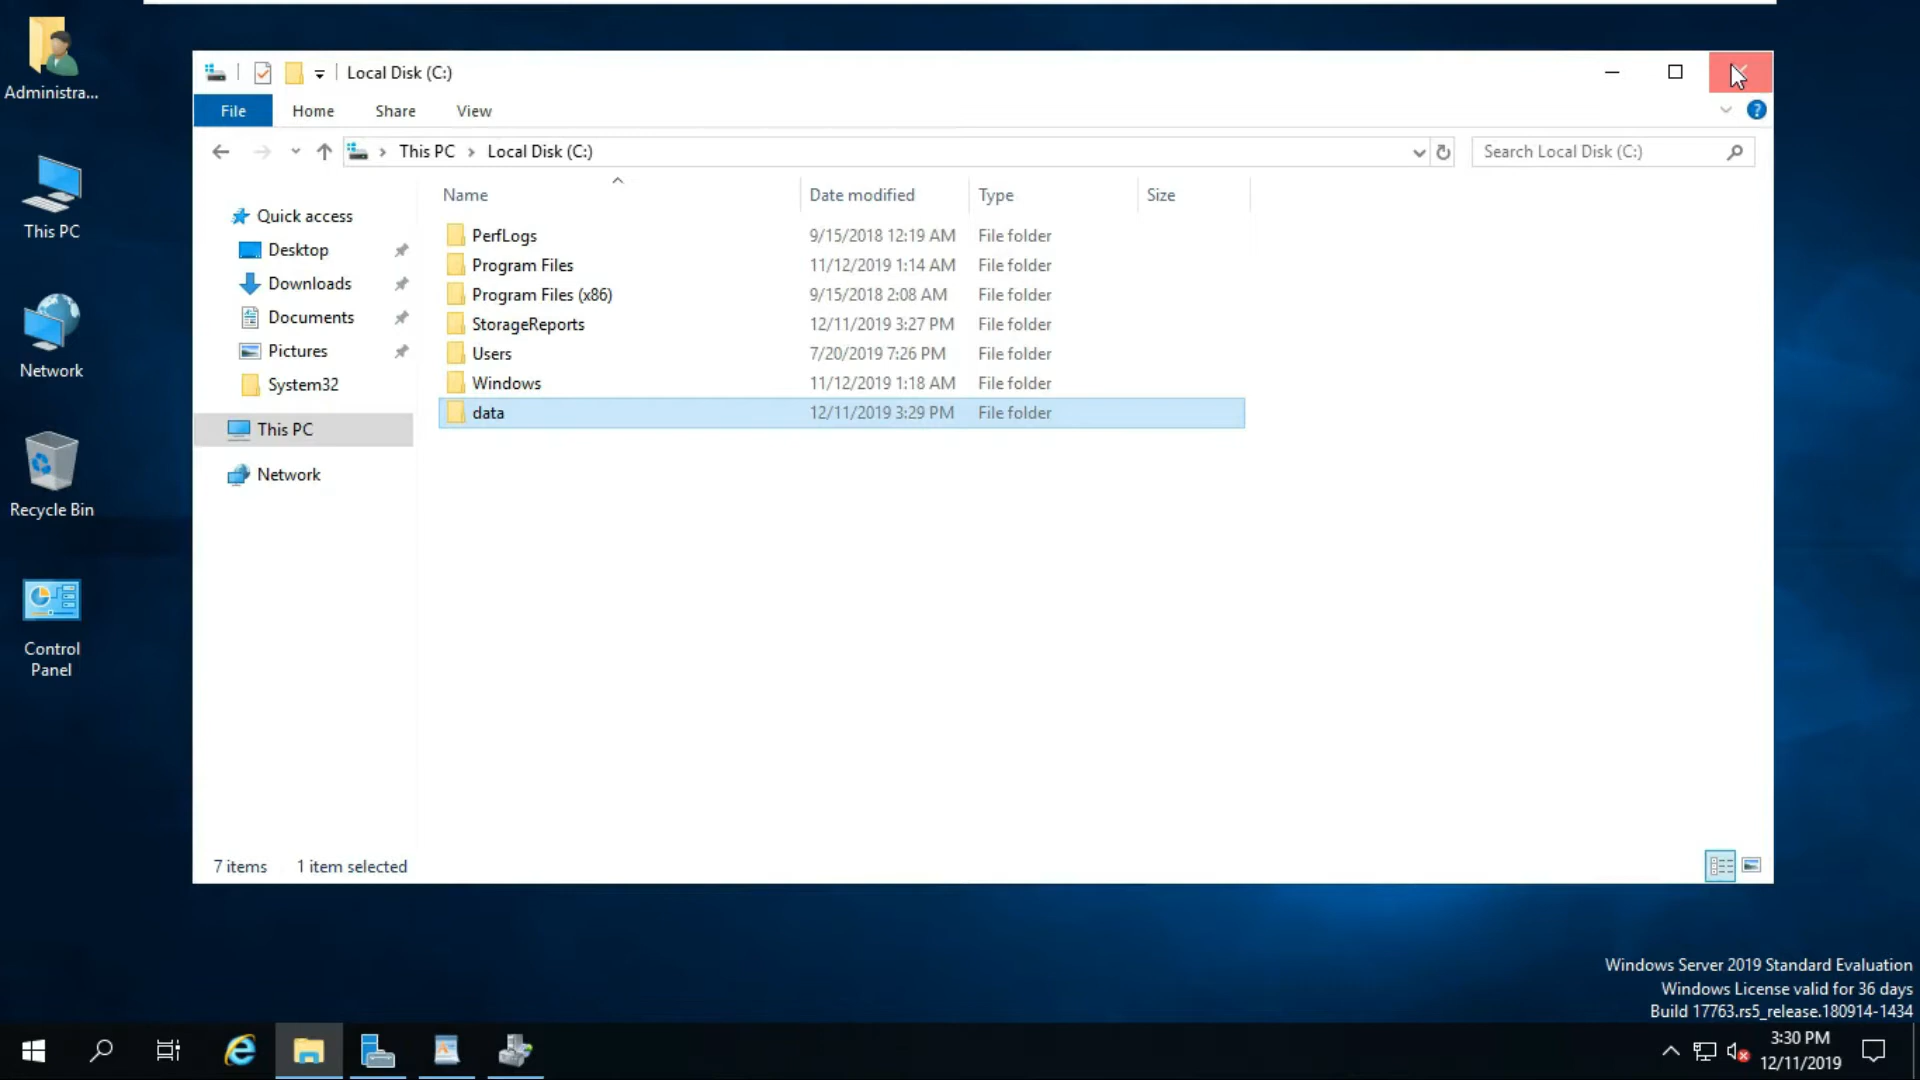 Administra...
This PC
Network
Recycle Bin
Control
Panel
Local Disk (C:)
File Home Share View
This PC Local Disk (C:)
Search Local Disk (C:)
Quick access
Desktop
Downloads
Documents
Pictures
System32
This PC
Network
Name Date modified Type Size
PerfLogs 9/15/2018 12:19 AM File folder
Program Files 11/12/2019 1:14 AM File folder
Program Files (x86) 9/15/2018 2:08 AM File folder
StorageReports 12/11/2019 3:27 PM File folder
Users 7/20/2019 7:26 PM File folder
Windows 11/12/2019 1:18 AM File folder
data 12/11/2019 3:29 PM File folder
7 items 1 item selected
Windows Server 2019 Standard Evaluation
Windows License valid for 36 days
Build 17763.rs5_release.180914-1434
3:30 PM
12/11/2019